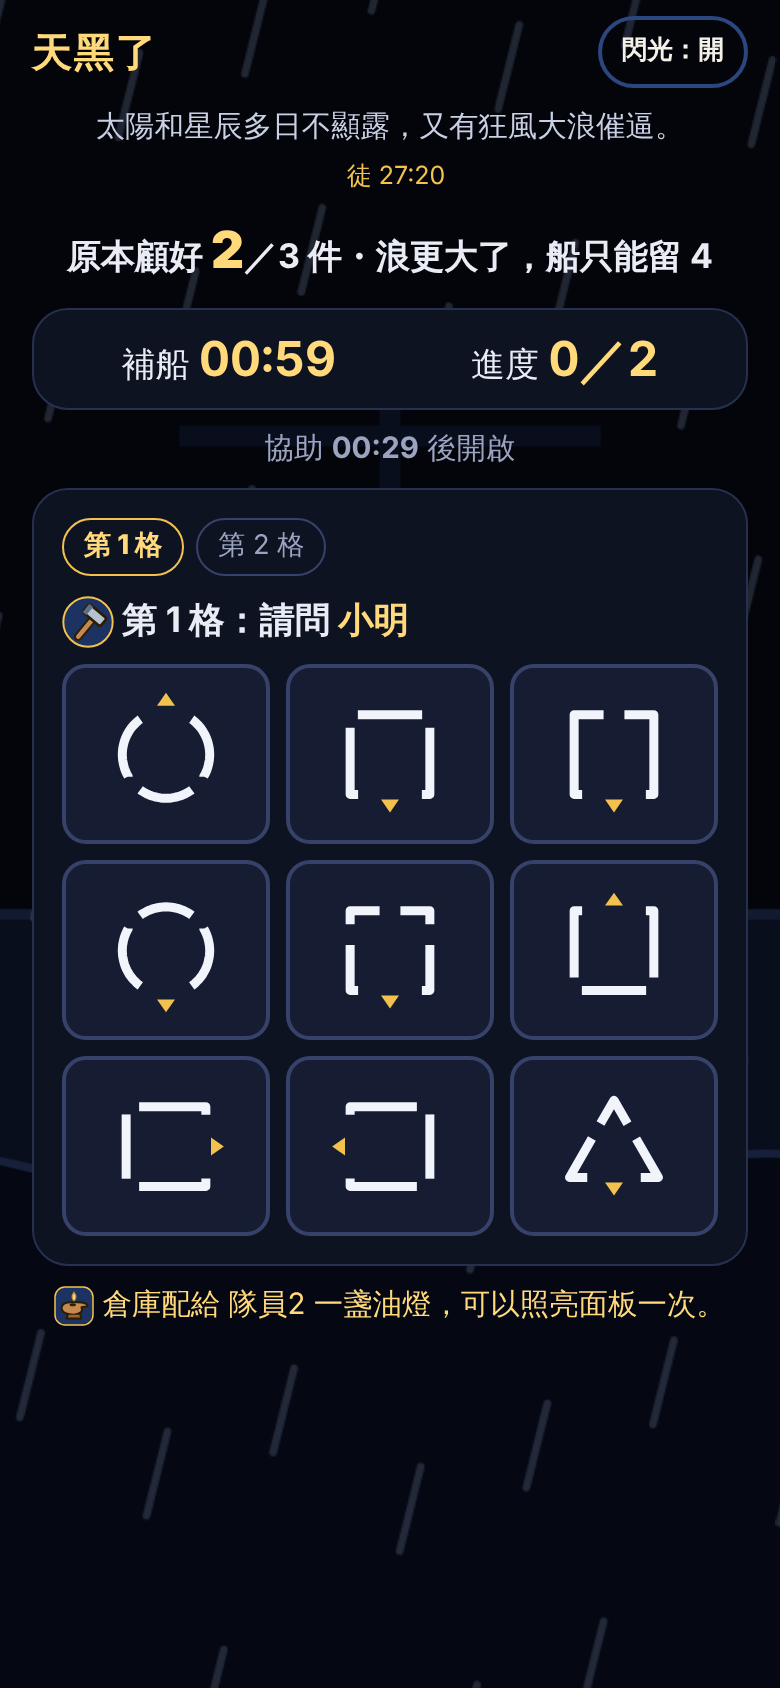 天黑了
閃光：開
太陽和星辰多日不顯露，又有狂風大浪催逼。
徒 27:20
原本顧好 2／3 件・浪更大了，船只能留 4
補船 00:59 進度 0／2
協助 00:29 後開啟
第 1 格 第 2 格
第 1 格：請問 小明
倉庫配給 隊員2 一盞油燈，可以照亮面板一次。